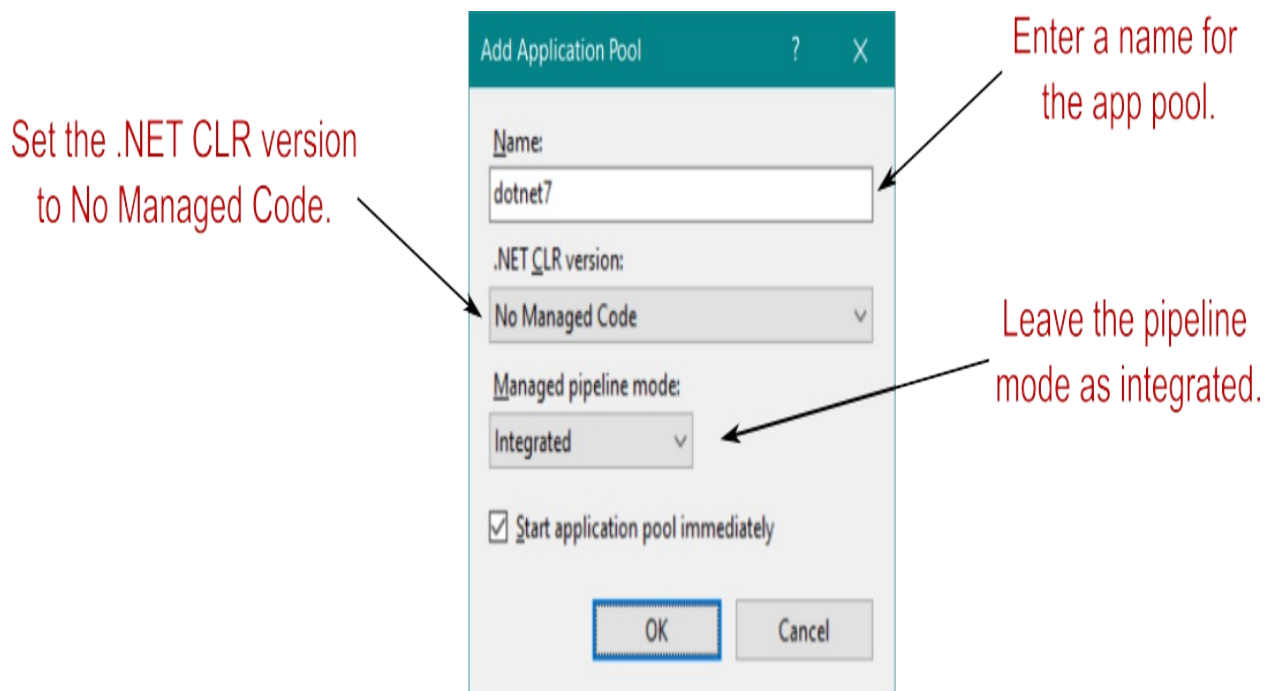 Add Application Pool ? X
Enter a name for
the app pool.
Set the .NET CLR version
to No Managed Code.
Name:
dotnet7
.NET CLR version:
No Managed Code
Leave the pipeline
mode as integrated.
Managed pipeline mode:
Integrated
Start application pool immediately
OK
Cancel